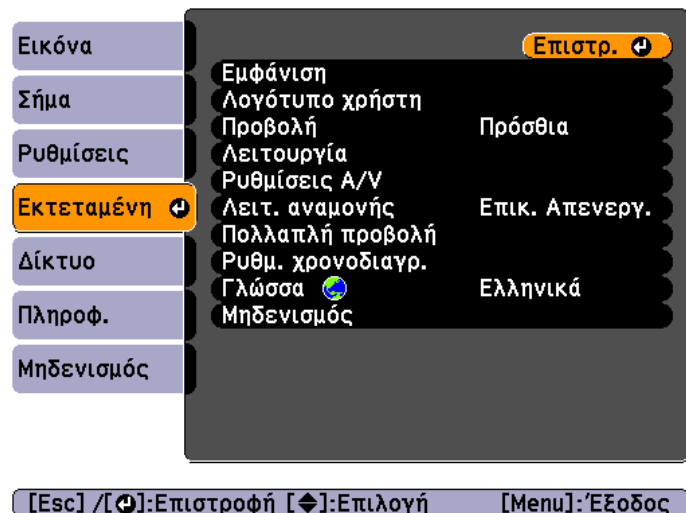 Εικόνα
Σήμα
Ρυθμίσεις
Εκτεταμένη
Δίκτυο
Πληροφ.
Μηδενισμός
Επιστρ.
Εμφάνιση
Λογότυπο χρήστη
Προβολή Πρόσθια
Λειτουργία
Ρυθμίσεις A/V
Λειτ. αναμονής Επικ. Απενεργ.
Πολλαπλή προβολή
Ρυθμ. χρονοδιαγρ.
Γλώσσα Ελληνικά
Μηδενισμός
[Esc] /[⏎]:Επιστροφή [◆]:Επιλογή [Menu]:Έξοδος